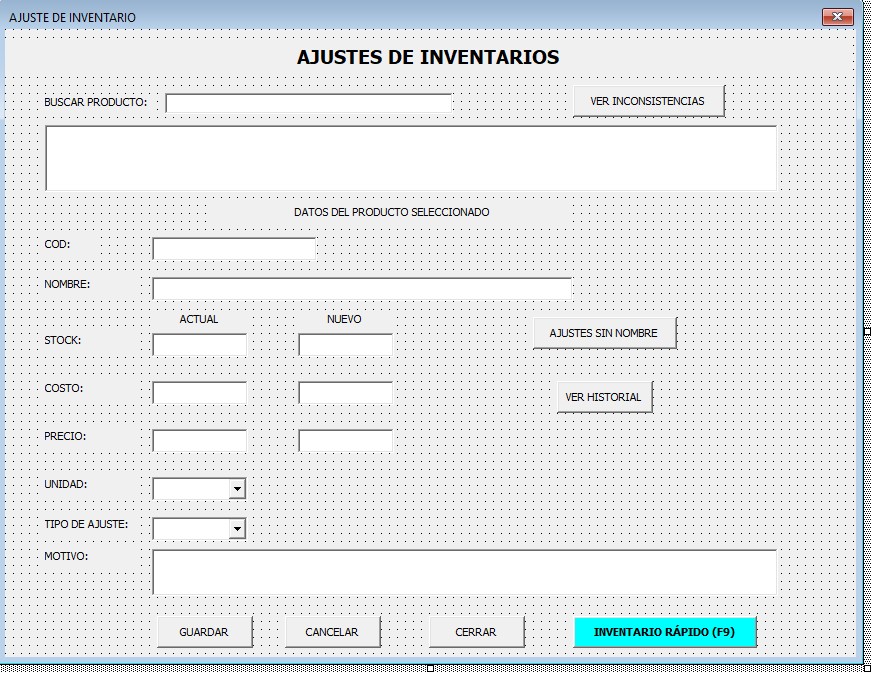 AJUSTE DE INVENTARIO
AJUSTES DE INVENTARIOS
BUSCAR PRODUCTO:
VER INCONSISTENCIAS
DATOS DEL PRODUCTO SELECCIONADO
COD:
NOMBRE:
ACTUAL NUEVO
STOCK:
AJUSTES SIN NOMBRE
COSTO:
VER HISTORIAL
PRECIO:
UNIDAD:
TIPO DE AJUSTE:
MOTIVO:
GUARDAR CANCELAR CERRAR INVENTARIO RÁPIDO (F9)